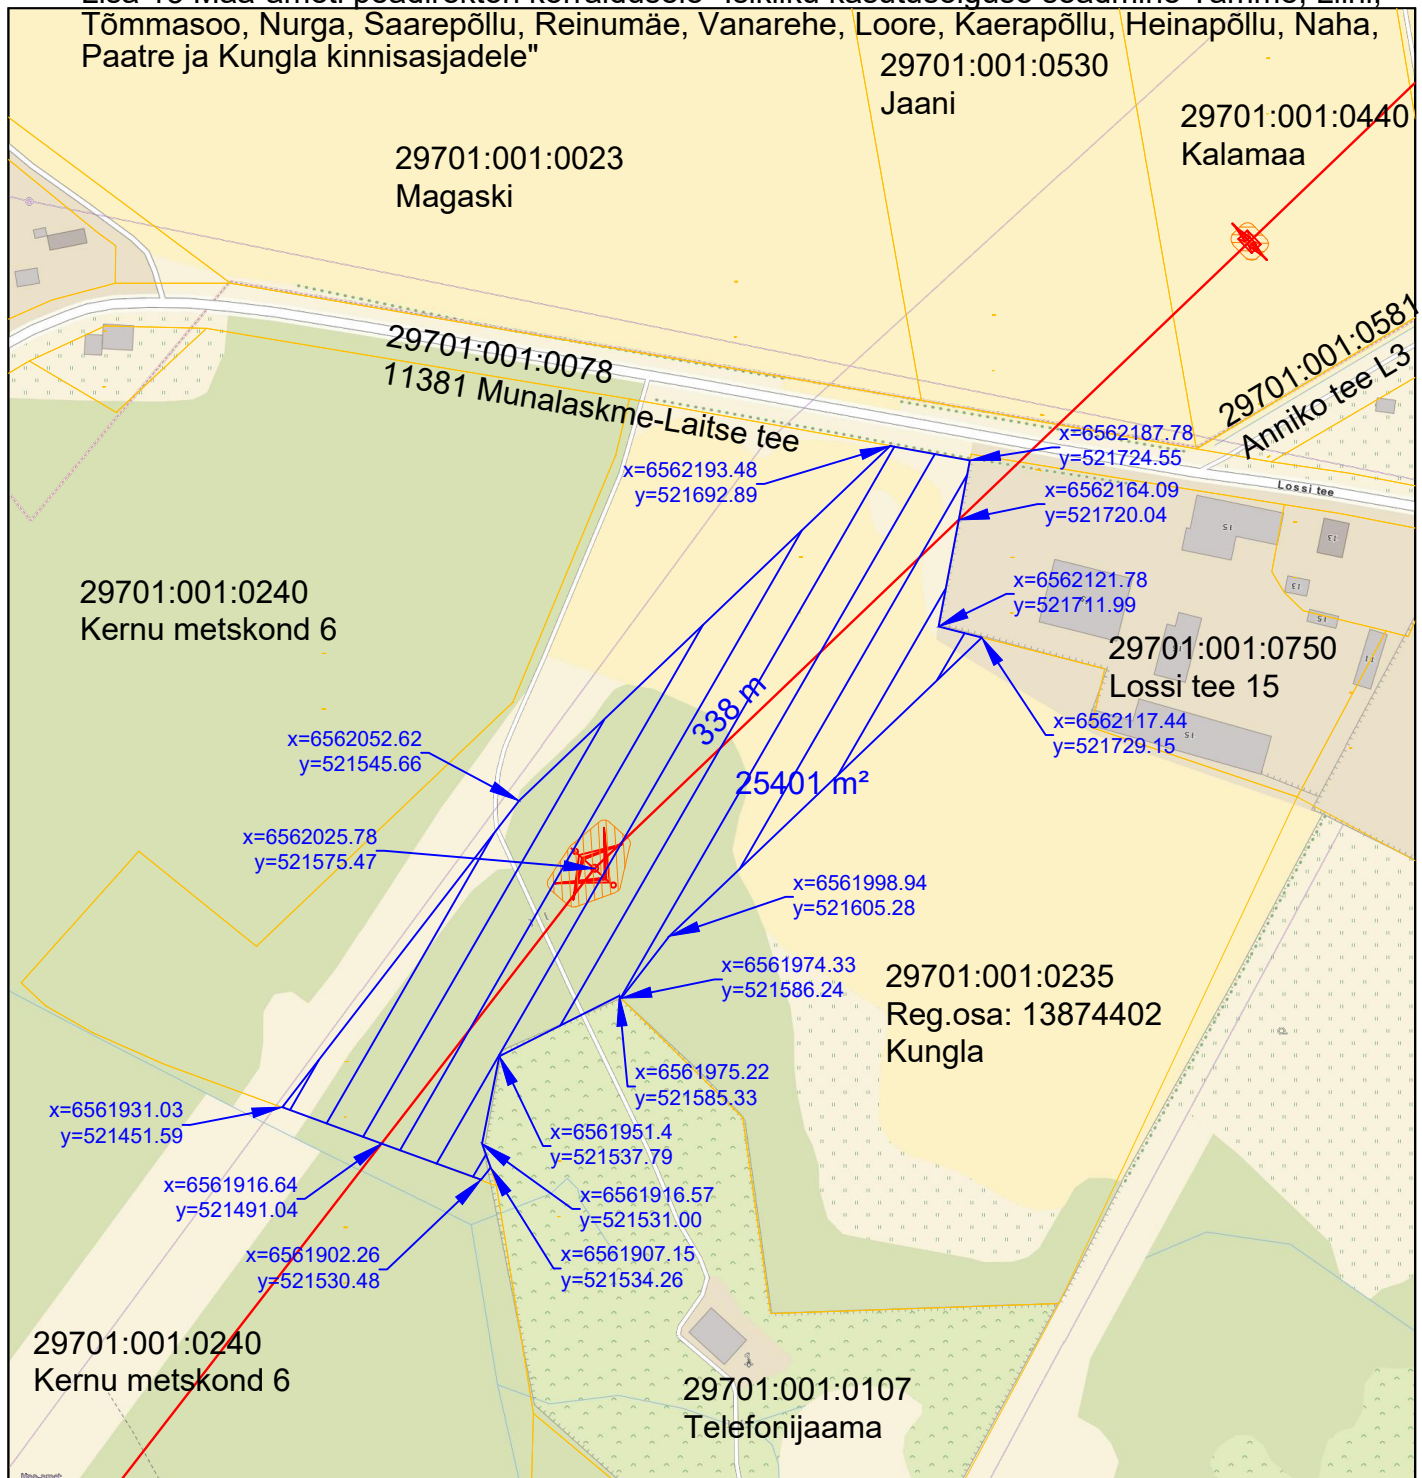 Tõmmasoo, Nurga, Saarepõllu, Reinumäe, Vanarehe, Loore, Kaerapõllu, Heinapõllu, Naha,
Paatre ja Kungla kinnisasjadele"
29701:001:0530
Jaani
29701:001:0440
Kalamaa
29701:001:0023
Magaski
29701:001:0581
Anniko tee L3
29701:001:0078
11381 Munalaskme-Laitse tee
x=6562187.78
y=521724.55
x=6562193.48
y=521692.89
Lossi tee
x=6562164.09
y=521720.04
15
13
x=6562121.78
y=521711.99
13
15
29701:001:0240
Kernu metskond 6
29701:001:0750
Lossi tee 15
11
338 m
x=6562117.44
y=521729.15
15
x=6562052.62
y=521545.66
25401 m²
x=6562025.78
y=521575.47
x=6561998.94
y=521605.28
x=6561974.33
y=521586.24
29701:001:0235
Reg.osa: 13874402
Kungla
x=6561975.22
y=521585.33
x=6561931.03
y=521451.59
x=6561951.4
y=521537.79
x=6561916.64
y=521491.04
x=6561916.57
y=521531.00
x=6561902.26
y=521530.48
x=6561907.15
y=521534.26
29701:001:0240
Kernu metskond 6
29701:001:0107
Telefonijaama